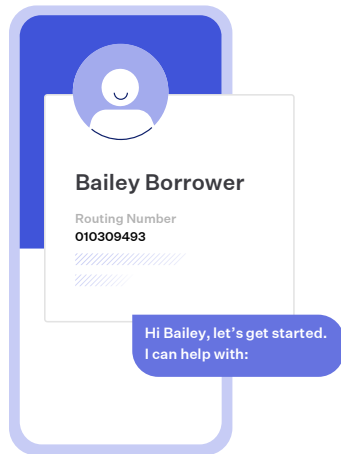 Bailey Borrower
Routing Number
010309493
Hi Bailey, let's get started.
I can help with: